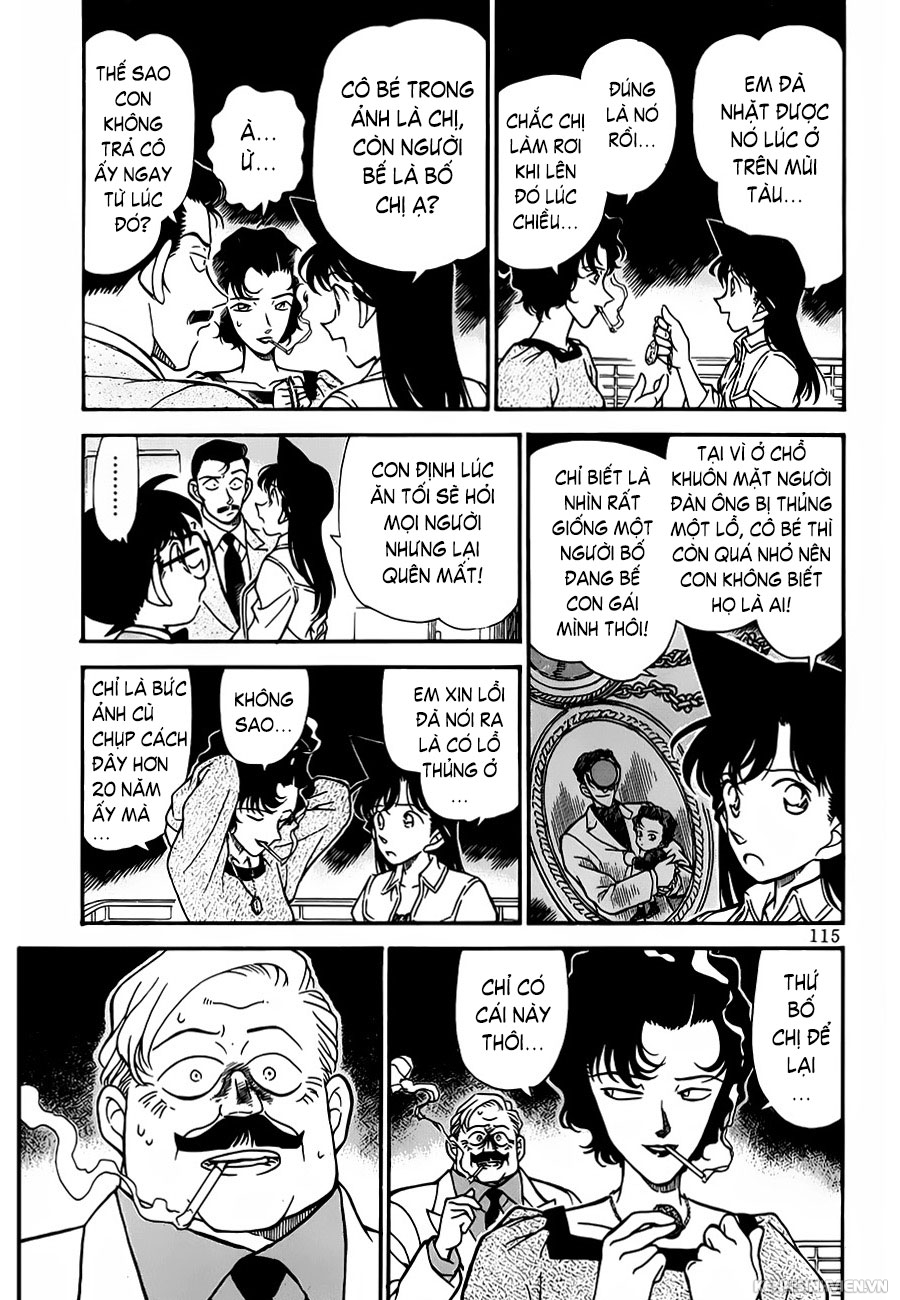 EM ĐÃ
NHẶT ĐƯỢC
NÓ LÚC Ở
TRÊN MŨI
TÀU...
ĐÚNG
LÀ NÓ
RỒI...
CHẮC CHỊ
LÀM RƠI
KHI LÊN
ĐÓ LÚC
CHIỀU...
CÔ BÉ TRONG
ẢNH LÀ CHỊ,
CÒN NGƯỜI
BẾ LÀ BỐ
CHỊ Ạ?
À...
Ừ...
THẾ SAO
CON
KHÔNG
TRẢ CÔ
ẤY NGAY
TỪ LÚC
ĐÓ?
TẠI VÌ Ở CHỖ
KHUÔN MẶT NGƯỜI
ĐÀN ÔNG BỊ THỦNG
MỘT LỖ, CÔ BÉ THÌ
CÒN QUÁ NHỎ NÊN
CON KHÔNG BIẾT
HỌ LÀ AI!
CHỈ BIẾT LÀ
NHÌN RẤT
GIỐNG MỘT
NGƯỜI BỐ
ĐANG BẾ
CON GÁI
MÌNH THÔI!
CON ĐỊNH LÚC
ĂN TỐI SẼ HỎI
MỌI NGƯỜI
NHƯNG LẠI
QUÊN MẤT!
.........
EM XIN LỖI
ĐÃ NÓI RA
LÀ CÓ LỖ
THỦNG Ở
...
KHÔNG
SAO...
CHỈ LÀ BỨC
ẢNH CŨ
CHỤP CÁCH
ĐÂY HƠN
20 NĂM
ẤY MÀ
...
115
THỨ
BỐ
CHỊ ĐỂ
LẠI
...
CHỈ CÓ
CÁI NÀY
THÔI...